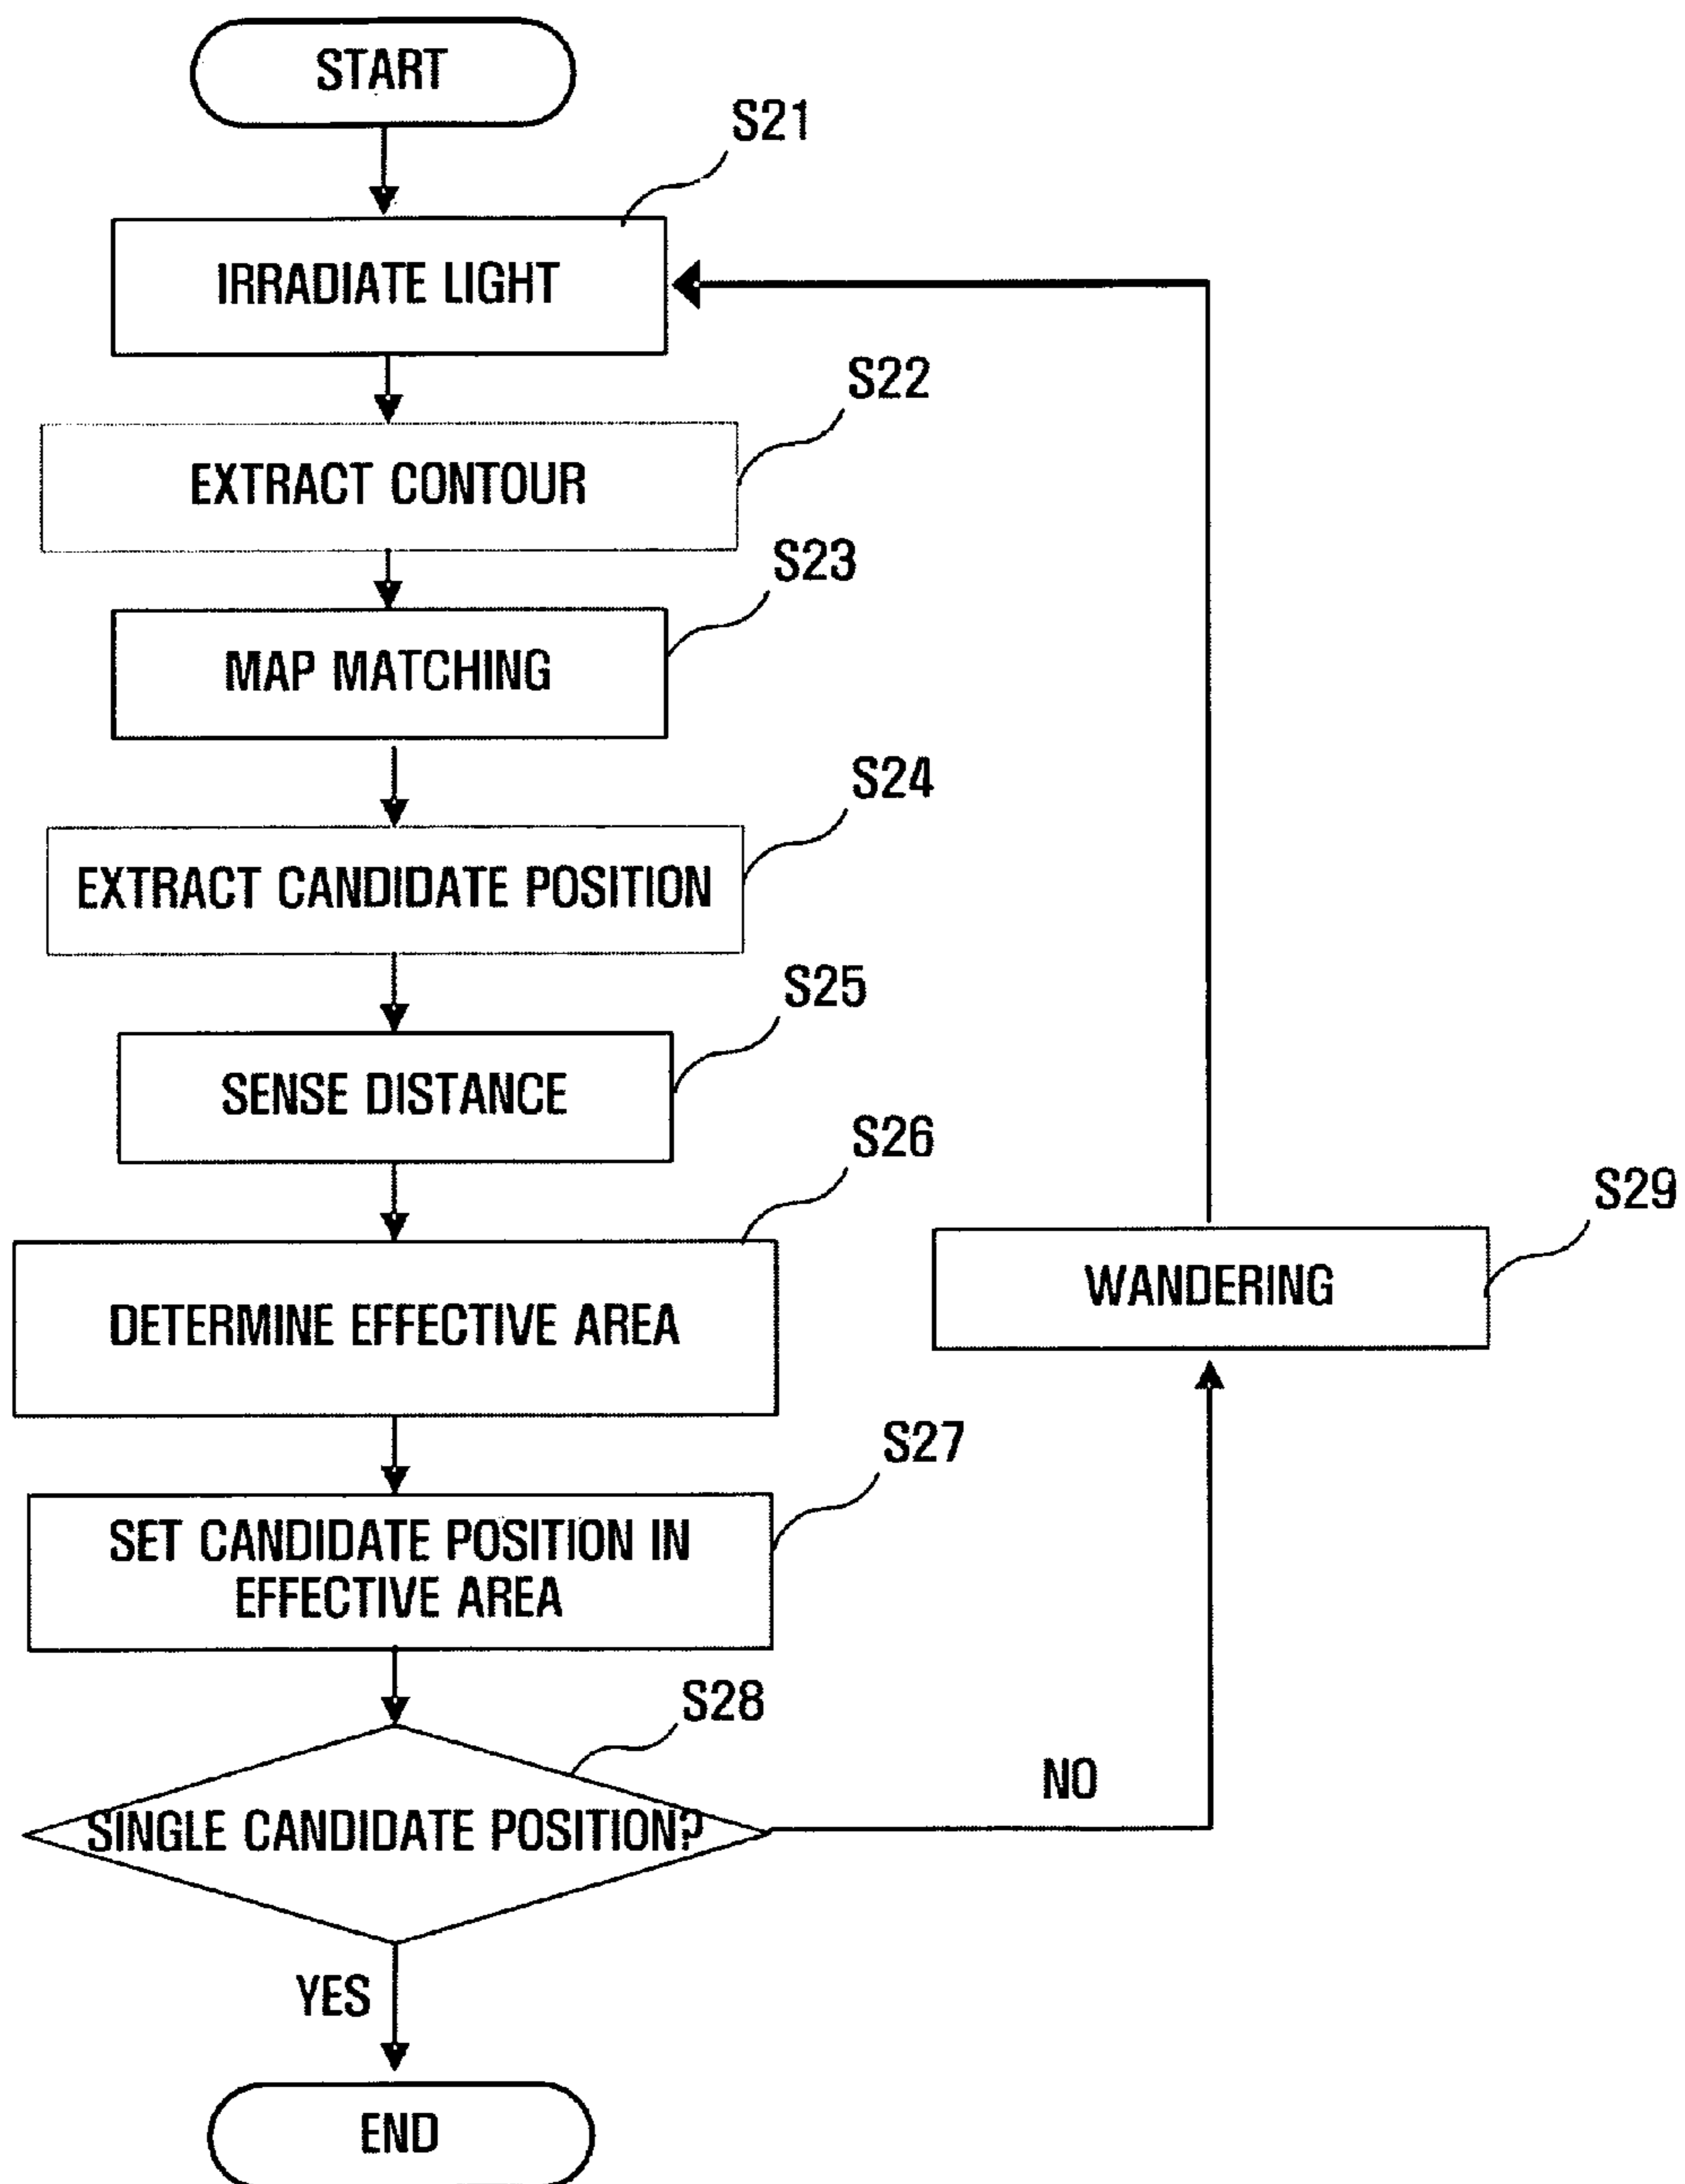 START
S21
IRRADIATE LIGHT
S22
EXTRACT CONTOUR
S23
MAP MATCHING
S24
EXTRACT CANDIDATE POSITION
S25
SENSE DISTANCE
S26
DETERMINE EFFECTIVE AREA
S29
WANDERING
S27
SET CANDIDATE POSITION IN
EFFECTIVE AREA
S28
SINGLE CANDIDATE POSITION?
NO
YES
END